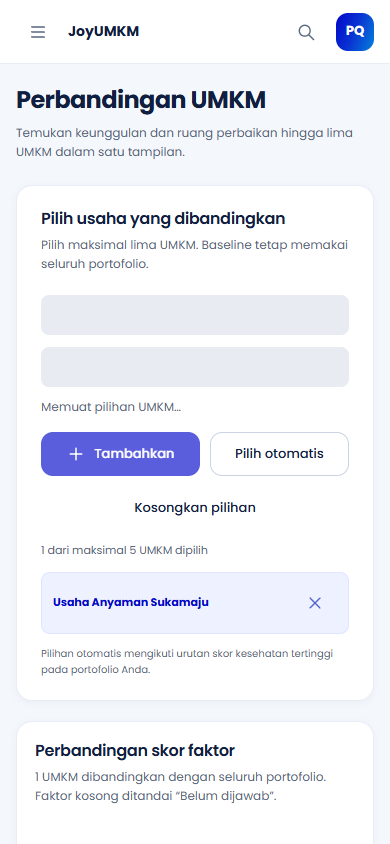 JoyUMKM
PQ
Perbandingan UMKM
Temukan keunggulan dan ruang perbaikan hingga lima
UMKM dalam satu tampilan.
Pilih usaha yang dibandingkan
Pilih maksimal lima UMKM. Baseline tetap memakai
seluruh portofolio.
Memuat pilihan UMKM...
Tambahkan
Pilih otomatis
Kosongkan pilihan
1 dari maksimal 5 UMKM dipilih
Usaha Anyaman Sukamaju
Pilihan otomatis mengikuti urutan skor kesehatan tertinggi
pada portofolio Anda.
Perbandingan skor faktor
1 UMKM dibandingkan dengan seluruh portofolio.
Faktor kosong ditandai “Belum dijawab”.